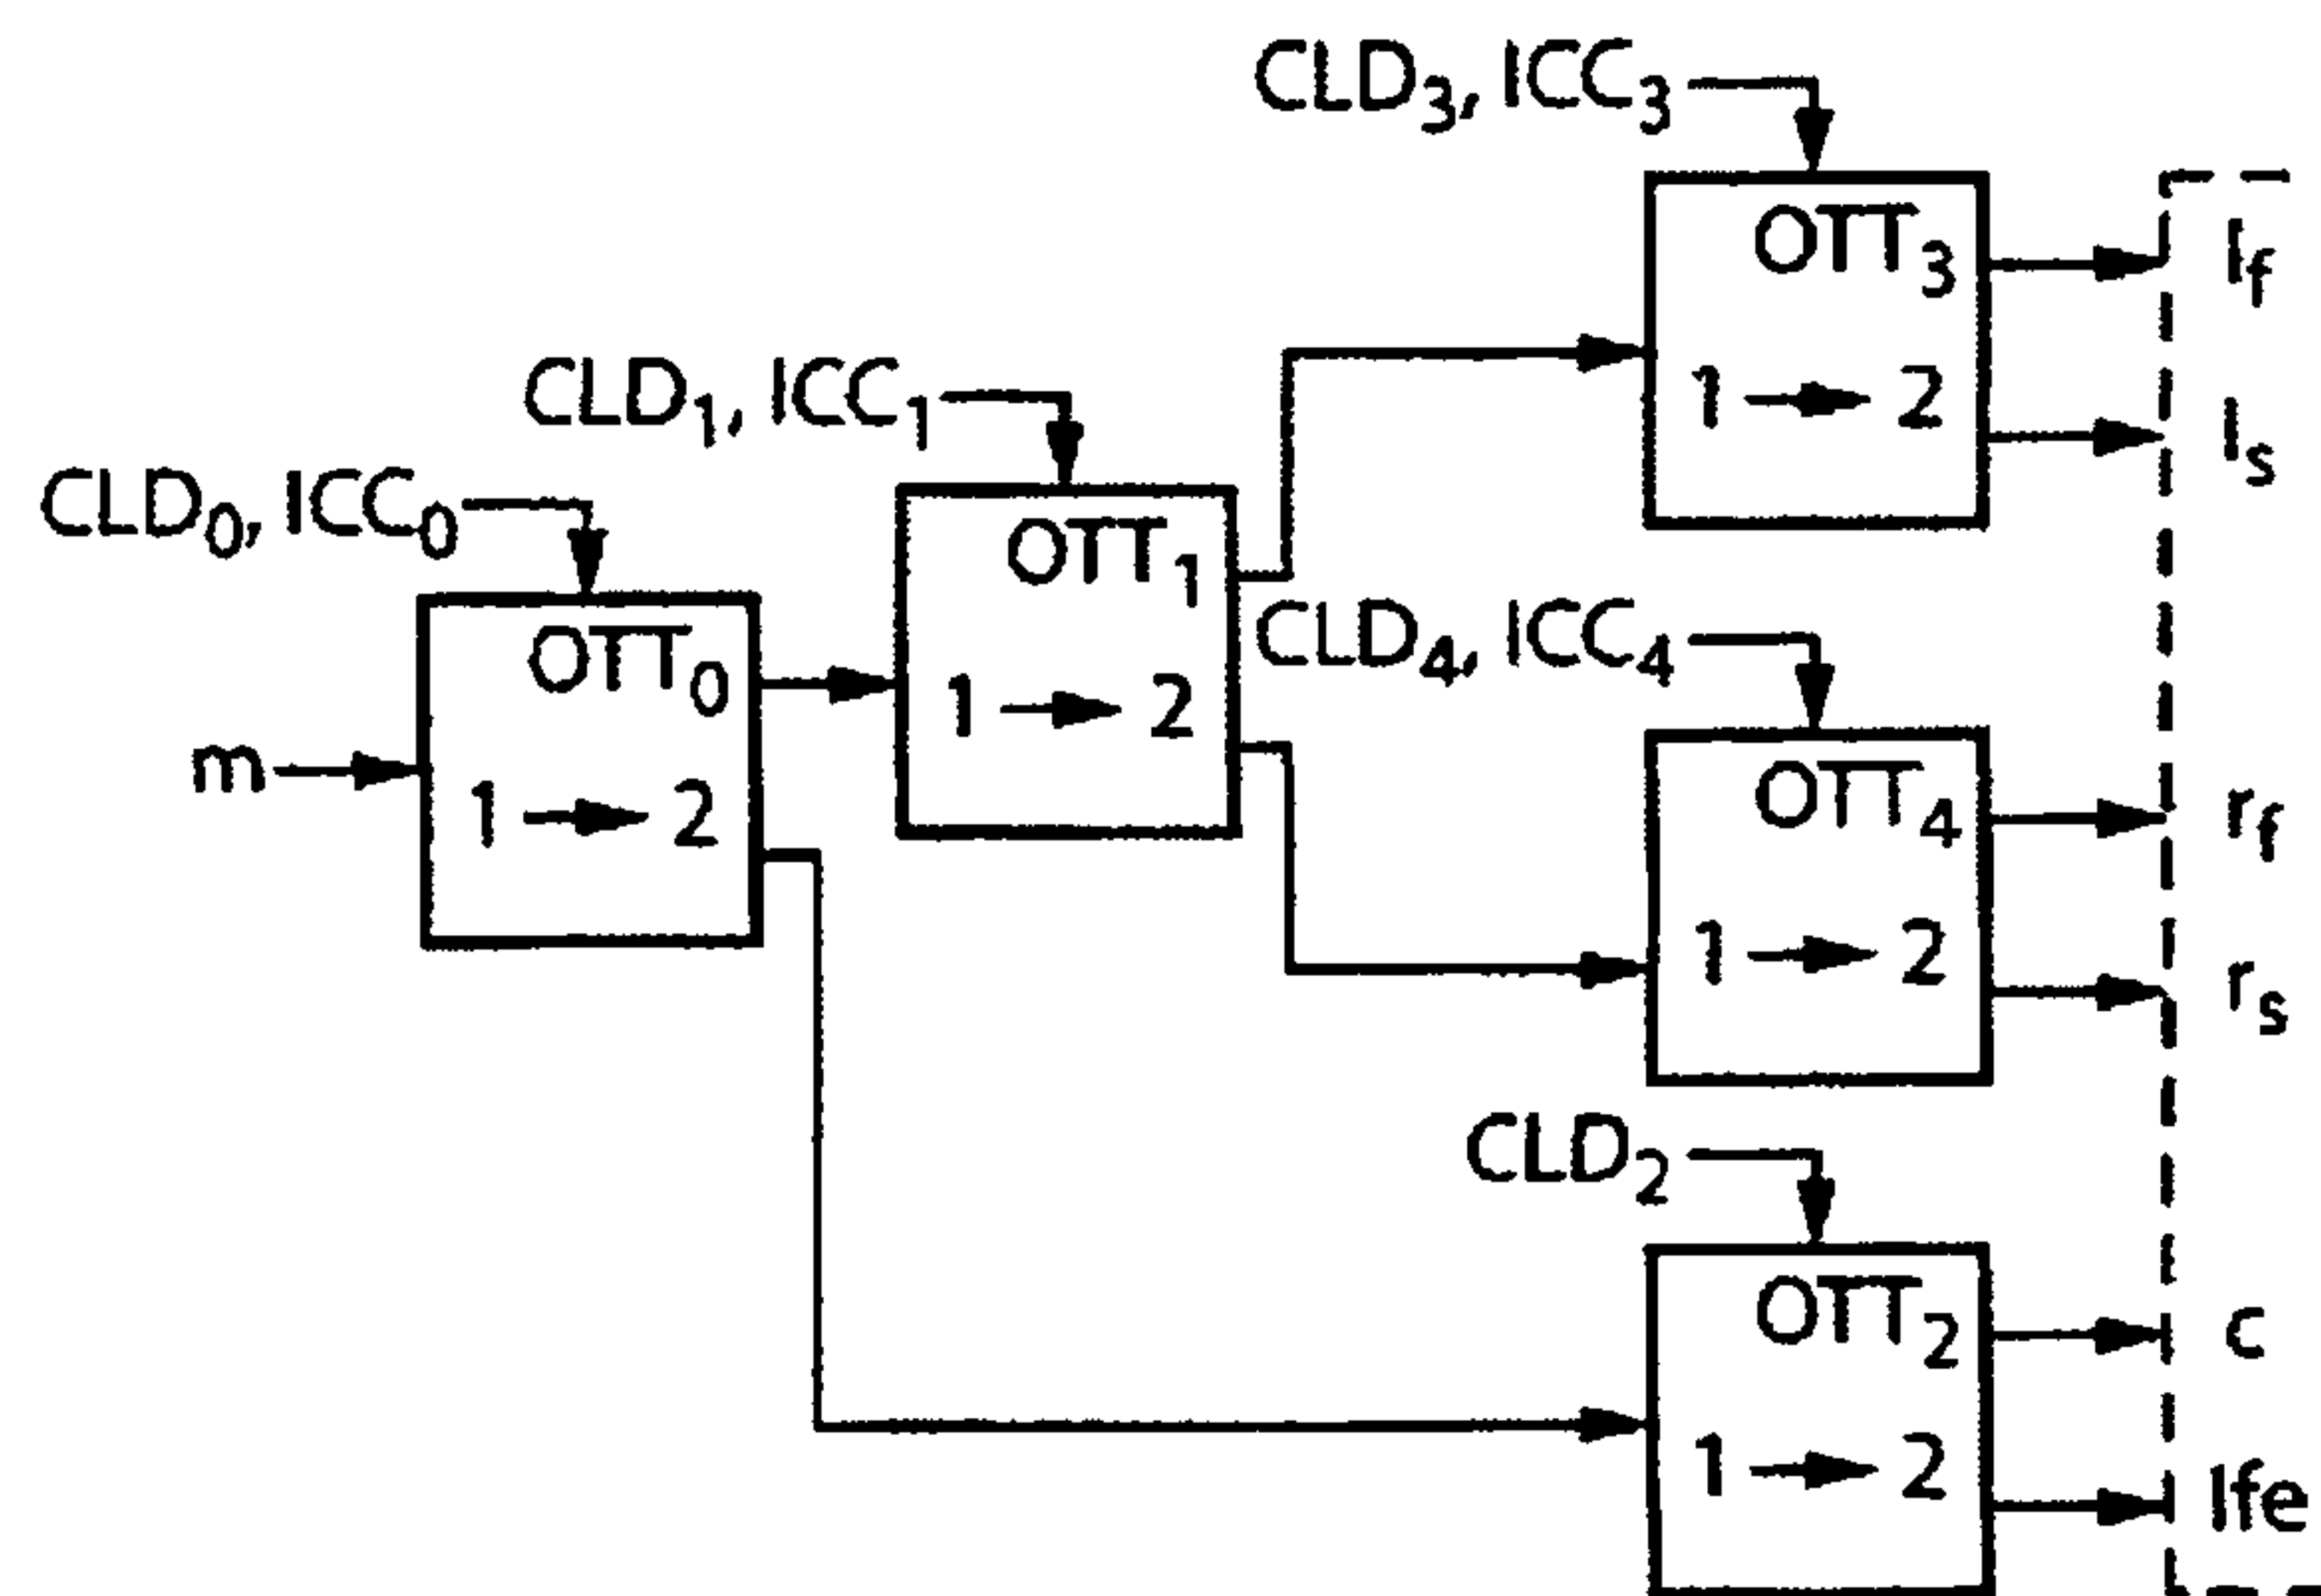 CLD3, ICC3
OTT3
1 → 2
lf
ls
CLD1, ICC1
OTT1
1 → 2
CLD0, ICC0
OTT0
1 → 2
m
CLD4, ICC4
OTT4
1 → 2
rf
rs
CLD2
OTT2
1 → 2
c
lfe